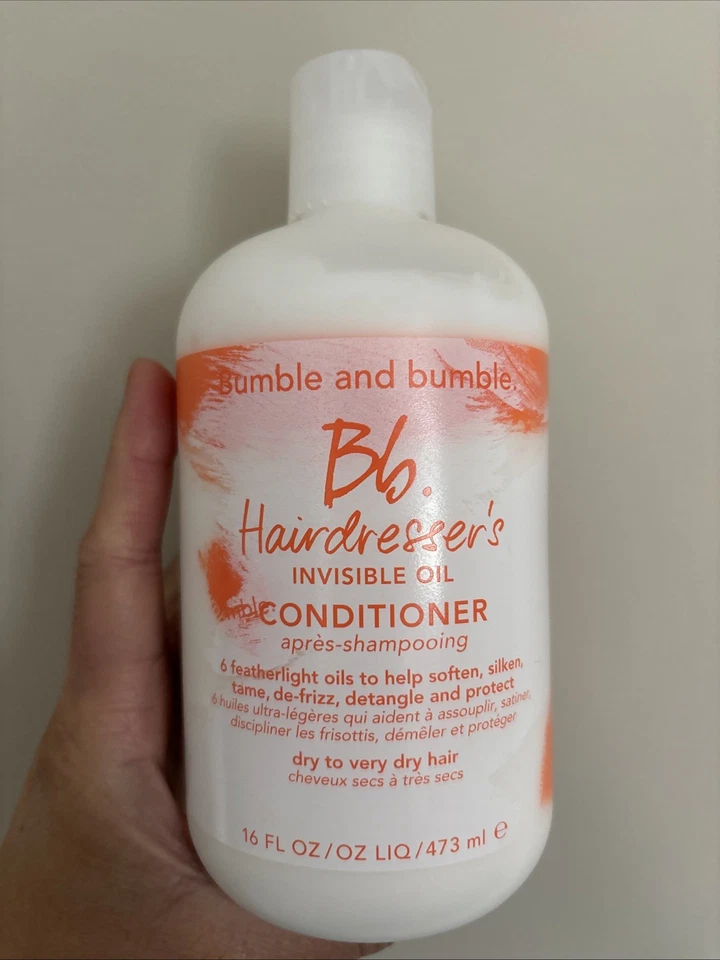 Bumble and bumble.
Bb.
Hairdresser's
INVISIBLE OIL
CONDITIONER
après-shampooing
6 featherlight oils to help soften, silken,
tame, de-frizz, detangle and protect
6 huiles ultra-légères qui aident à assouplir, satiner,
discipliner les frisottis, démêler et protéger
dry to very dry hair
cheveux secs à très secs
16 FL OZ/OZ LIQ/473 ml ℮